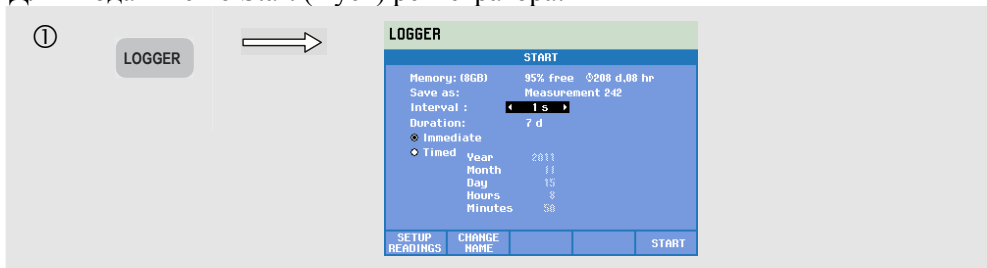 ①
LOGGER
LOGGER
START
Memory: (8GB) 95% free 208 d,08 hr
Save as: Measurement 242
Interval : 1 s
Duration: 7 d
Immediate
Timed
Year 2011
Month 11
Day 15
Hours 8
Minutes 50
SETUP READINGS CHANGE NAME START